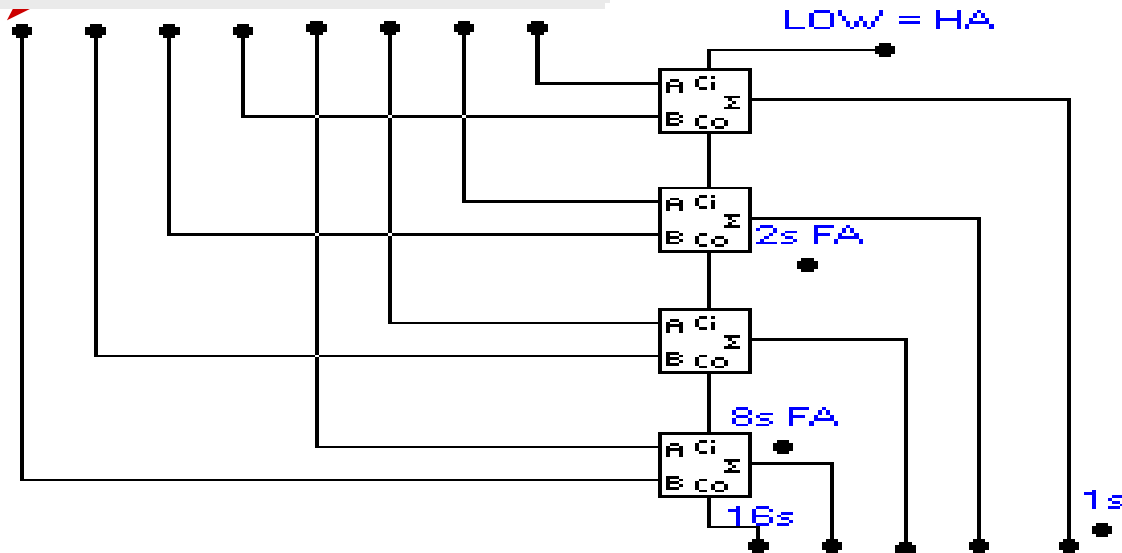 LOW = HA
A Ci
Σ
B Co
A Ci
Σ
B Co
2s FA
A Ci
Σ
B Co
8s FA
A Ci
Σ
B Co
16s
1s